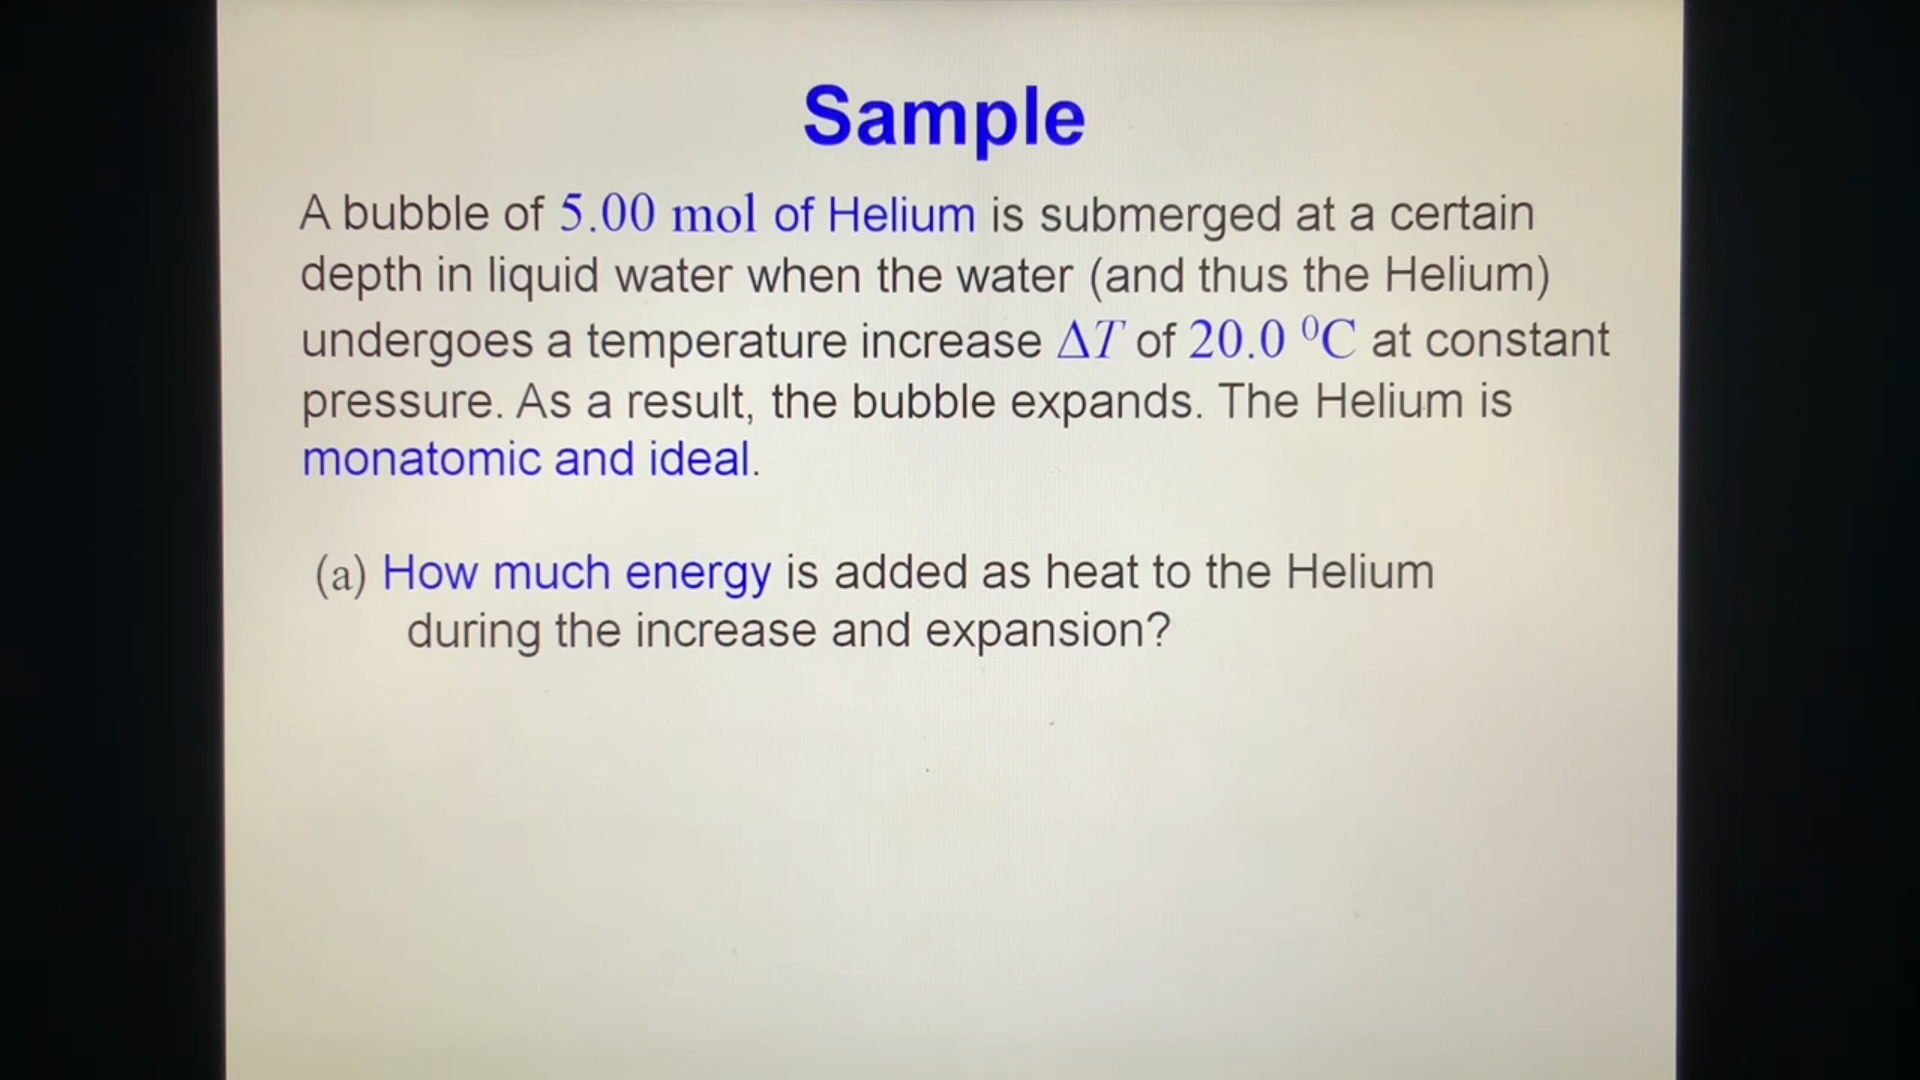 Sample
A bubble of 5.00 mol of Helium is submerged at a certain
depth in liquid water when the water (and thus the Helium)
undergoes a temperature increase ΔT of 20.0 ⁰C at constant
pressure. As a result, the bubble expands. The Helium is
monatomic and ideal.
(a) How much energy is added as heat to the Helium
during the increase and expansion?